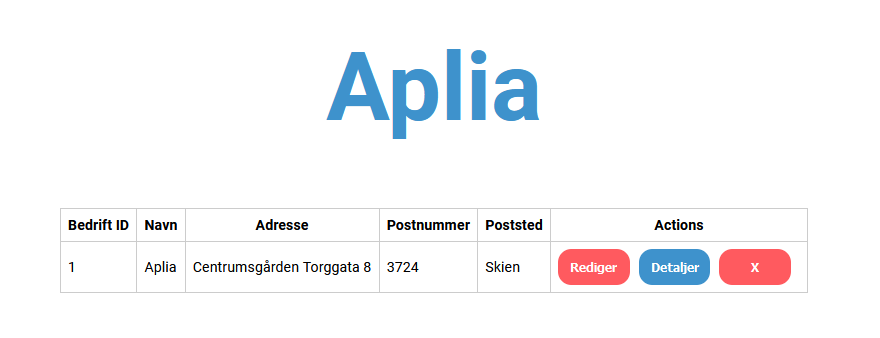 Aplia
Bedrift ID Navn Adresse Postnummer Poststed Actions
1 Aplia Centrumsgården Torggata 8 3724 Skien Rediger Detaljer X